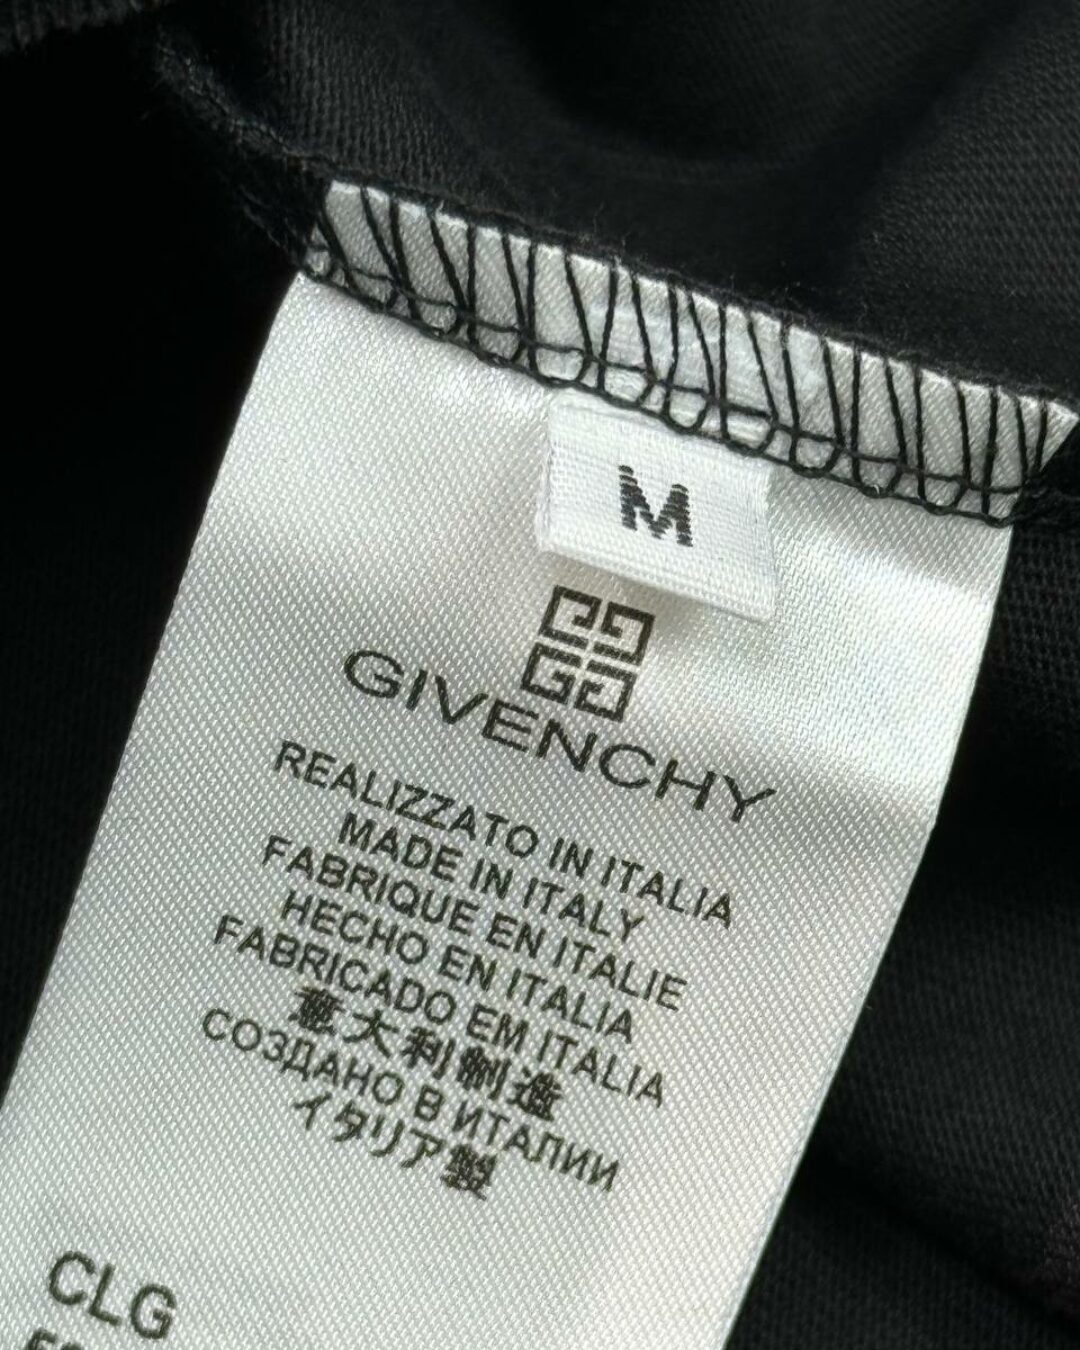 M
GIVENCHY
REALIZZATO IN ITALIA
MADE IN ITALY
FABRIQUE EN ITALIE
HECHO EN ITALIA
FABRICADO EM ITALIA
意大利制造
СОЗДАНО В ИТАЛИИ
イタリア製
CLG